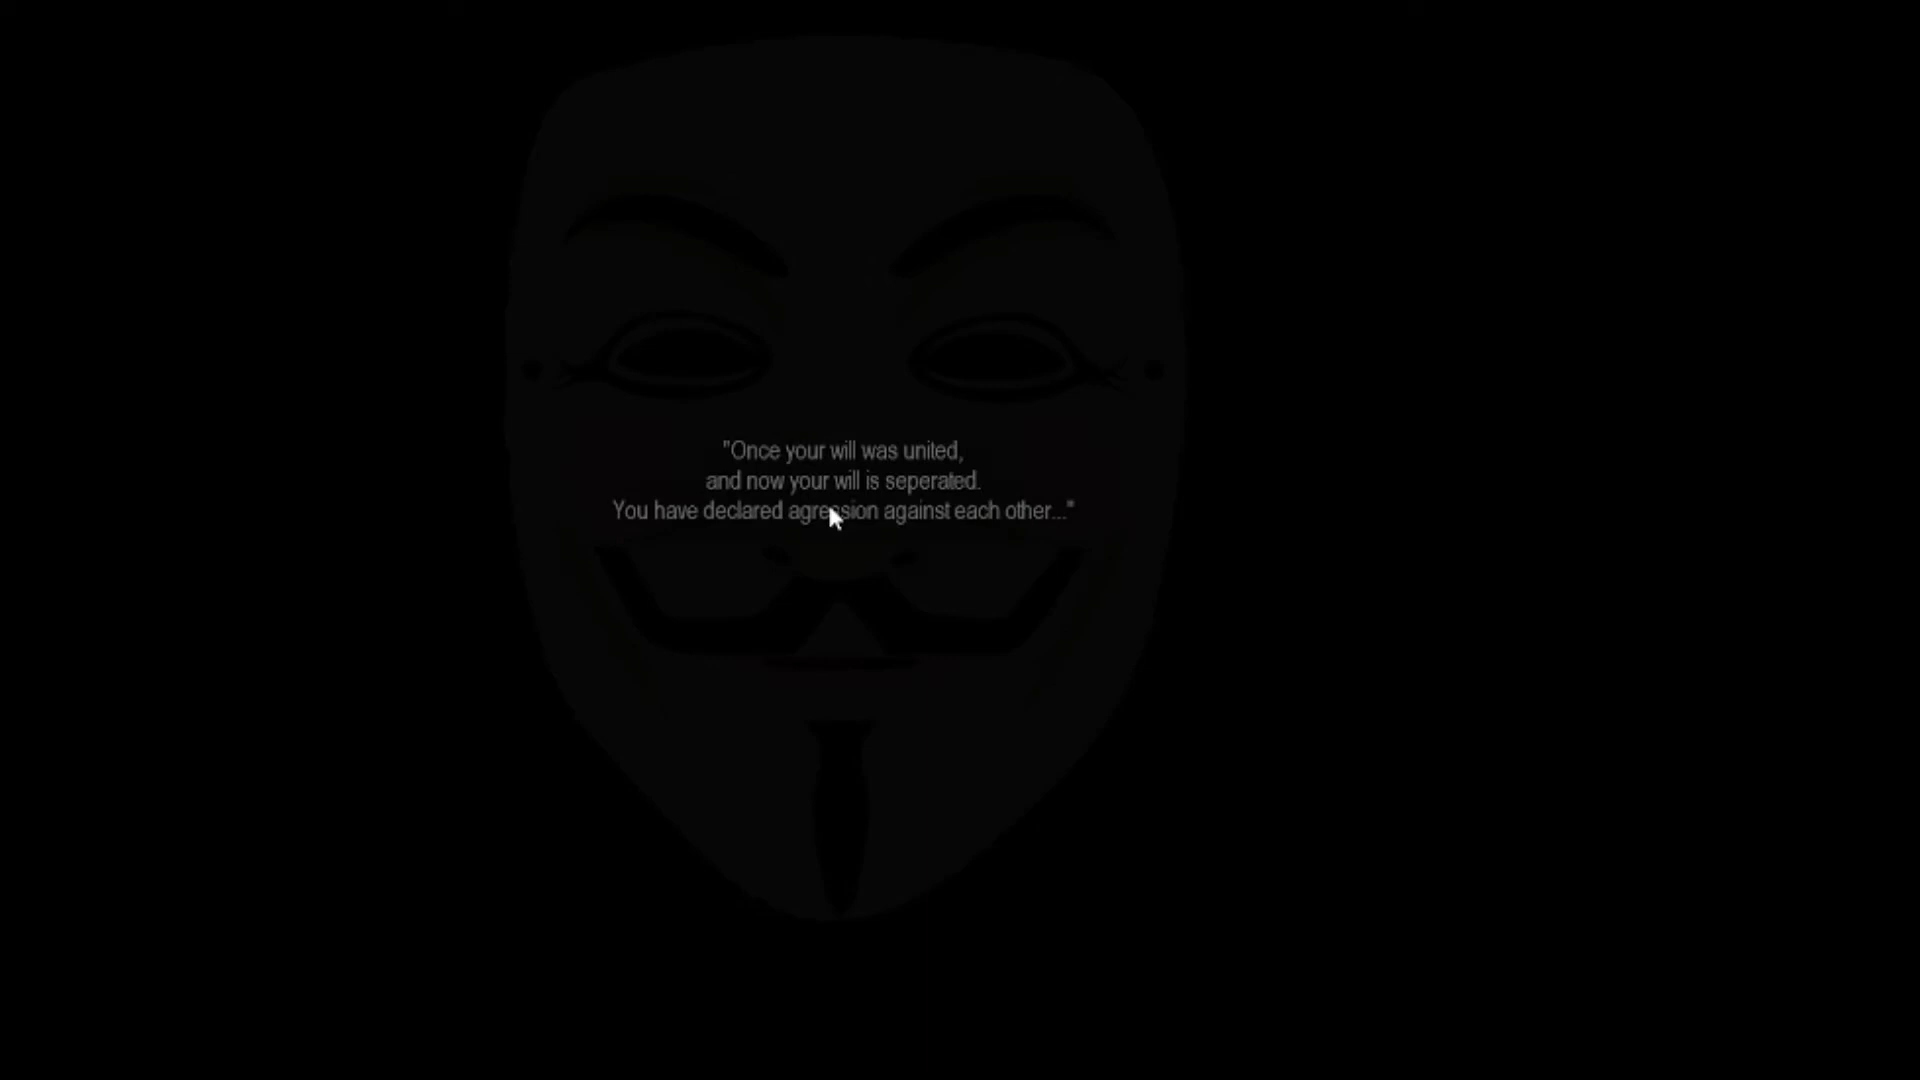 "Once your will was united,
and now your will is seperated.
You have declared agression against each other..."